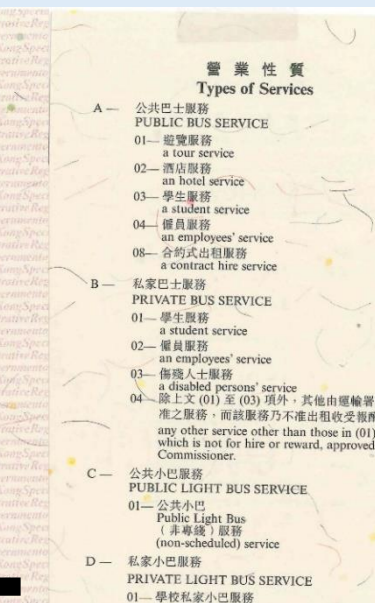 營業性質
Types of Services
A — 公共巴士服務
PUBLIC BUS SERVICE
01— 遊覽服務
a tour service
02— 酒店服務
an hotel service
03— 學生服務
a student service
04— 僱員服務
an employees' service
08— 合約式出租服務
a contract hire service
B — 私家巴士服務
PRIVATE BUS SERVICE
01— 學生服務
a student service
02— 僱員服務
an employees' service
03— 傷殘人士服務
a disabled persons' service
04— 除上文 (01) 至 (03) 項外,其他由運輸署
准之服務,而該服務乃不准出租收受報酬
any other service other than those in (01)
which is not for hire or reward, approved
Commissioner.
C — 公共小巴服務
PUBLIC LIGHT BUS SERVICE
01— 公共小巴
Public Light Bus
(非專綫)服務
(non-scheduled) service
D — 私家小巴服務
PRIVATE LIGHT BUS SERVICE
01— 學校私家小巴服務